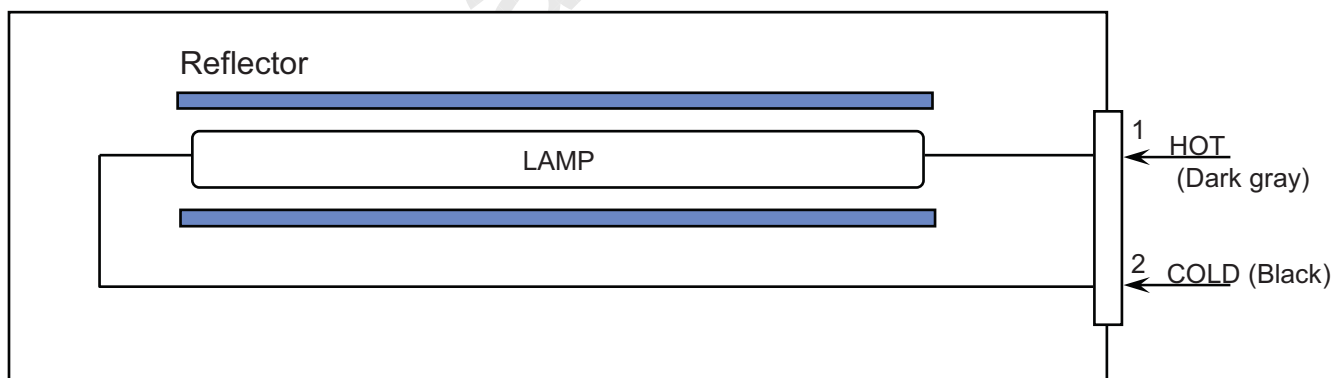 Reflector
LAMP
1
HOT
(Dark gray)
2
COLD (Black)